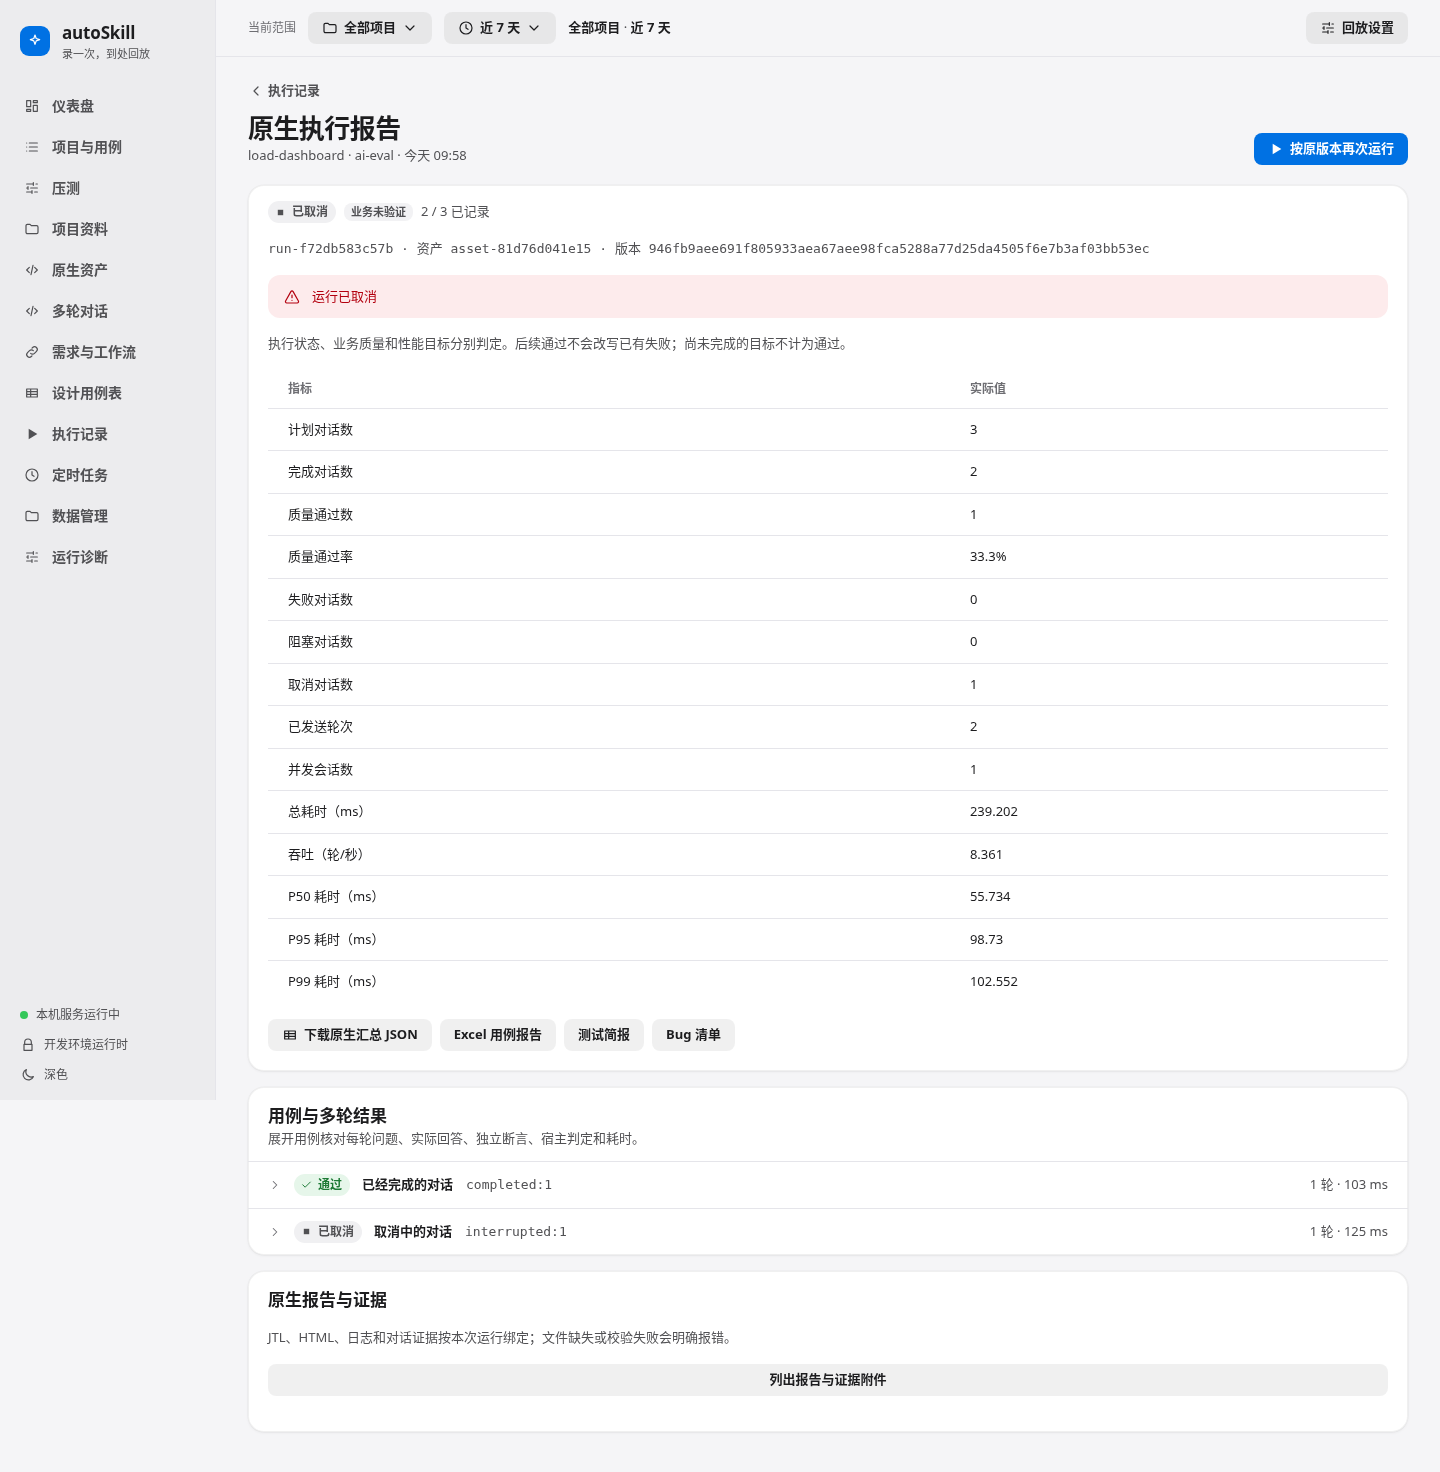 autoSkill
录一次，到处回放
仪表盘
项目与用例
压测
项目资料
原生资产
多轮对话
需求与工作流
设计用例表
执行记录
定时任务
数据管理
运行诊断
本机服务运行中
开发环境运行时
深色
当前范围 全部项目 近 7 天 全部项目 · 近 7 天 回放设置
执行记录
原生执行报告
load-dashboard · ai-eval · 今天 09:58
按原版本再次运行
已取消 业务未验证 2 / 3 已记录
run-f72db583c57b · 资产 asset-81d76d041e15 · 版本 946fb9aee691f805933aea67aee98fca5288a77d25da4505f6e7b3af03bb53ec
运行已取消
执行状态、业务质量和性能目标分别判定。后续通过不会改写已有失败；尚未完成的目标不计为通过。
指标 实际值
计划对话数 3
完成对话数 2
质量通过数 1
质量通过率 33.3%
失败对话数 0
阻塞对话数 0
取消对话数 1
已发送轮次 2
并发会话数 1
总耗时（ms） 239.202
吞吐（轮/秒） 8.361
P50 耗时（ms） 55.734
P95 耗时（ms） 98.73
P99 耗时（ms） 102.552
下载原生汇总 JSON Excel 用例报告 测试简报 Bug 清单
用例与多轮结果
展开用例核对每轮问题、实际回答、独立断言、宿主判定和耗时。
通过 已经完成的对话 completed:1 1 轮 · 103 ms
已取消 取消中的对话 interrupted:1 1 轮 · 125 ms
原生报告与证据
JTL、HTML、日志和对话证据按本次运行绑定；文件缺失或校验失败会明确报错。
列出报告与证据附件